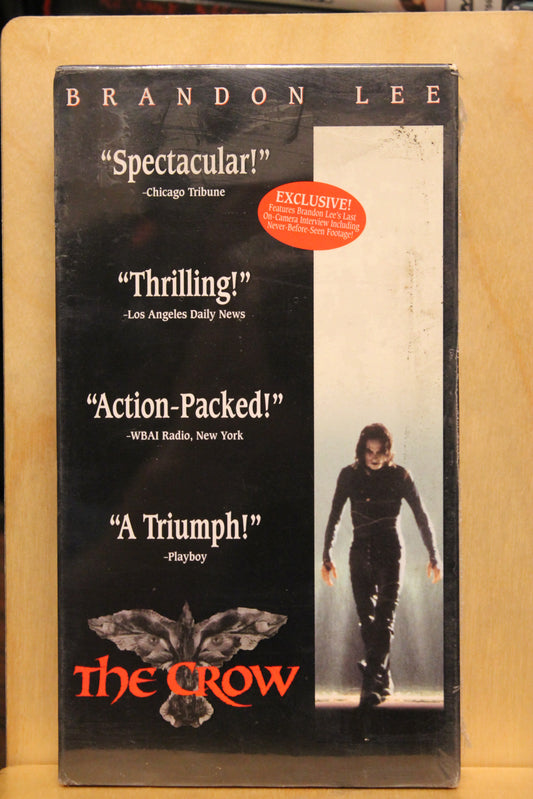 BRANDON LEE
“Spectacular!”
-Chicago Tribune
EXCLUSIVE!
Features Brandon Lee's Last
On-Camera Interview Including
Never-Before-Seen Footage!
“Thrilling!”
-Los Angeles Daily News
“Action-Packed!”
-WBAI Radio, New York
“A Triumph!”
-Playboy
THE CROW